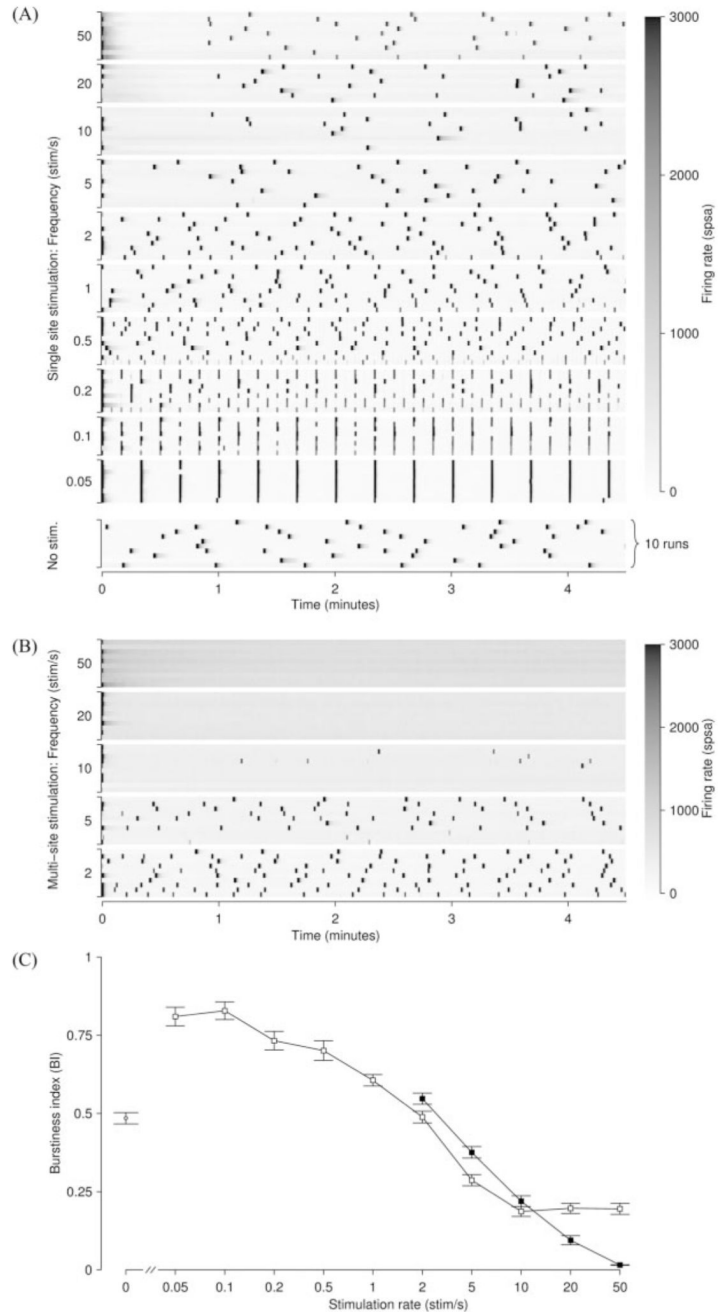 (A)
Single site stimulation: Frequency (stim/s)
50
20
10
5
2
1
0.5
0.2
0.1
0.05
No stim.
10 runs
0 1 2 3 4
Time (minutes)
3000
2000
1000
0
Firing rate (spsa)
(B)
Multi-site stimulation: Frequency (stim/s)
50
20
10
5
2
0 1 2 3 4
Time (minutes)
3000
2000
1000
0
Firing rate (spsa)
(C)
Burstiness index (BI)
1
0.75
0.5
0.25
0
0 0.05 0.1 0.2 0.5 1 2 5 10 20 50
Stimulation rate (stim/s)